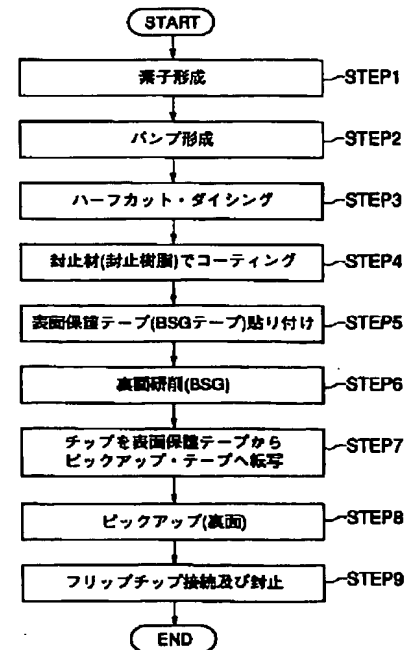 START
素子形成 STEP1
バンプ形成 STEP2
ハーフカット・ダイシング STEP3
封止材(封止樹脂)でコーティング STEP4
表面保護テープ(BSGテープ)貼り付け STEP5
裏面研削(BSG) STEP6
チップを表面保護テープから
ピックアップ・テープへ転写 STEP7
ピックアップ(裏面) STEP8
フリップチップ接続及び封止 STEP9
END